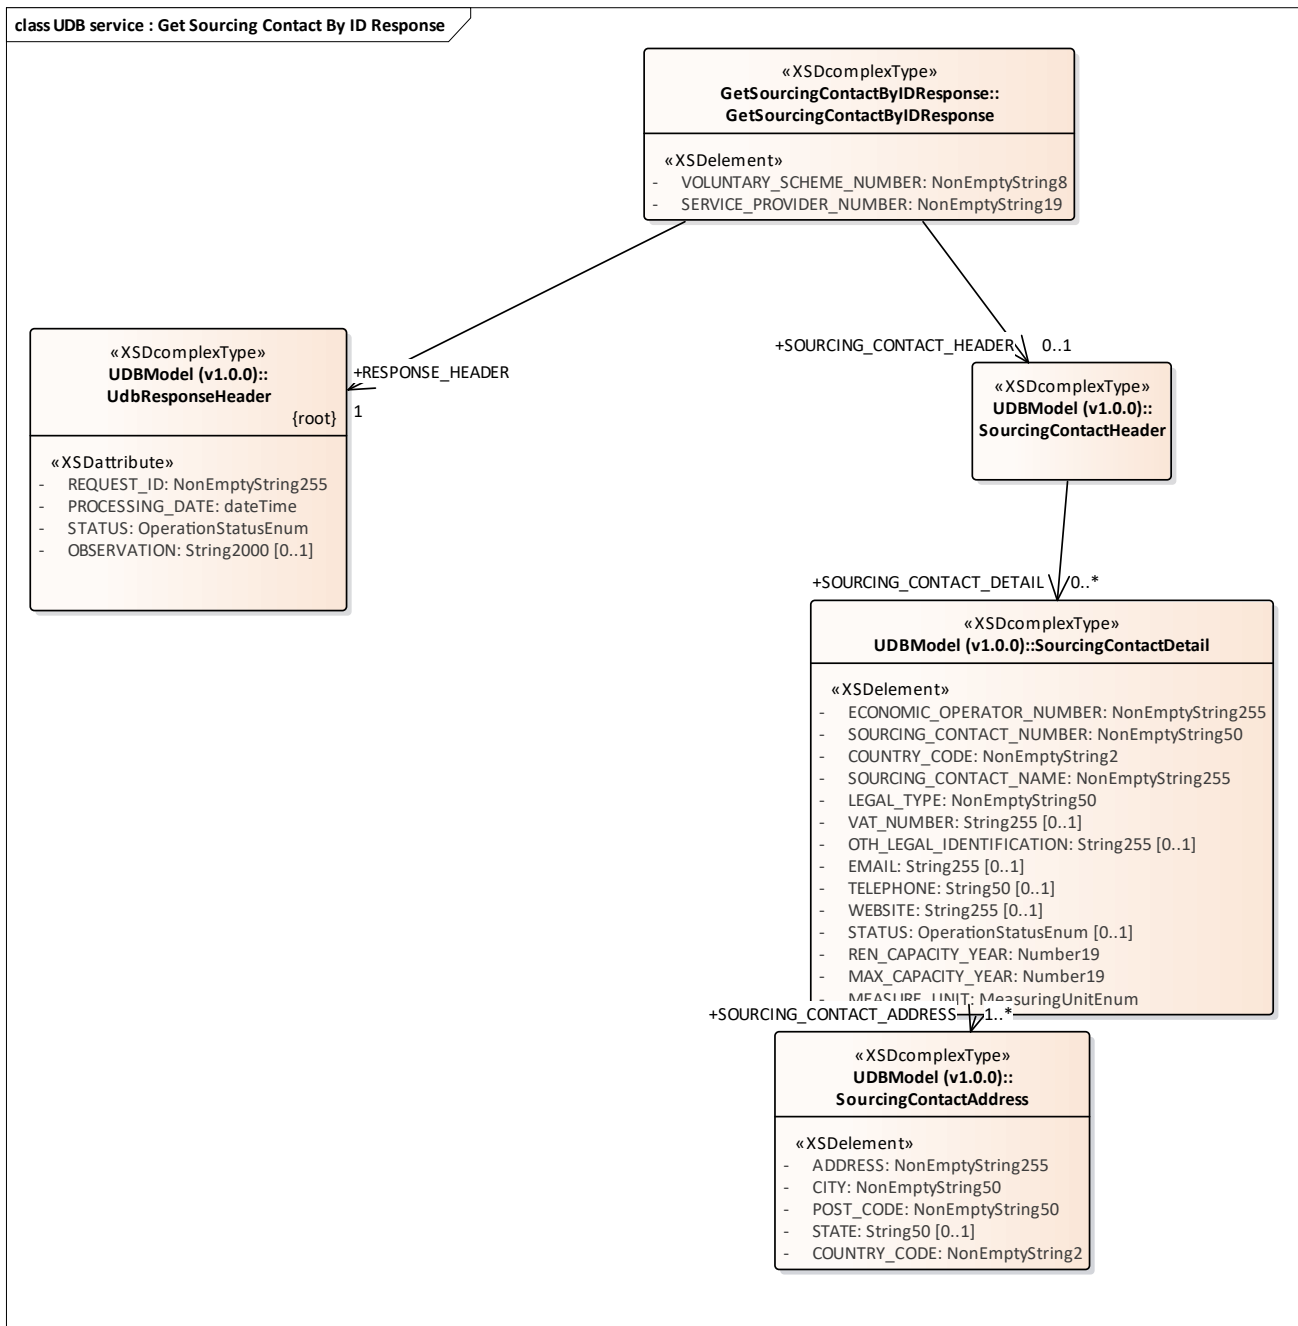 class UDB service : Get Sourcing Contact By ID Response
«XSDcomplexType»
GetSourcingContactByIDResponse::
GetSourcingContactByIDResponse
«XSDelement»
- VOLUNTARY_SCHEME_NUMBER: NonEmptyString8
- SERVICE_PROVIDER_NUMBER: NonEmptyString19
+RESPONSE_HEADER
1
+SOURCING_CONTACT_HEADER
0..1
«XSDcomplexType»
UDBModel (v1.0.0)::
UdbResponseHeader
{root}
«XSDattribute»
- REQUEST_ID: NonEmptyString255
- PROCESSING_DATE: dateTime
- STATUS: OperationStatusEnum
- OBSERVATION: String2000 [0..1]
«XSDcomplexType»
UDBModel (v1.0.0)::
SourcingContactHeader
+SOURCING_CONTACT_DETAIL
0..*
«XSDcomplexType»
UDBModel (v1.0.0)::SourcingContactDetail
«XSDelement»
- ECONOMIC_OPERATOR_NUMBER: NonEmptyString255
- SOURCING_CONTACT_NUMBER: NonEmptyString50
- COUNTRY_CODE: NonEmptyString2
- SOURCING_CONTACT_NAME: NonEmptyString255
- LEGAL_TYPE: NonEmptyString50
- VAT_NUMBER: String255 [0..1]
- OTH_LEGAL_IDENTIFICATION: String255 [0..1]
- EMAIL: String255 [0..1]
- TELEPHONE: String50 [0..1]
- WEBSITE: String255 [0..1]
- STATUS: OperationStatusEnum [0..1]
- REN_CAPACITY_YEAR: Number19
- MAX_CAPACITY_YEAR: Number19
- MEASURE_UNIT: MeasuringUnitEnum
+SOURCING_CONTACT_ADDRESS
1..*
«XSDcomplexType»
UDBModel (v1.0.0)::
SourcingContactAddress
«XSDelement»
- ADDRESS: NonEmptyString255
- CITY: NonEmptyString50
- POST_CODE: NonEmptyString50
- STATE: String50 [0..1]
- COUNTRY_CODE: NonEmptyString2